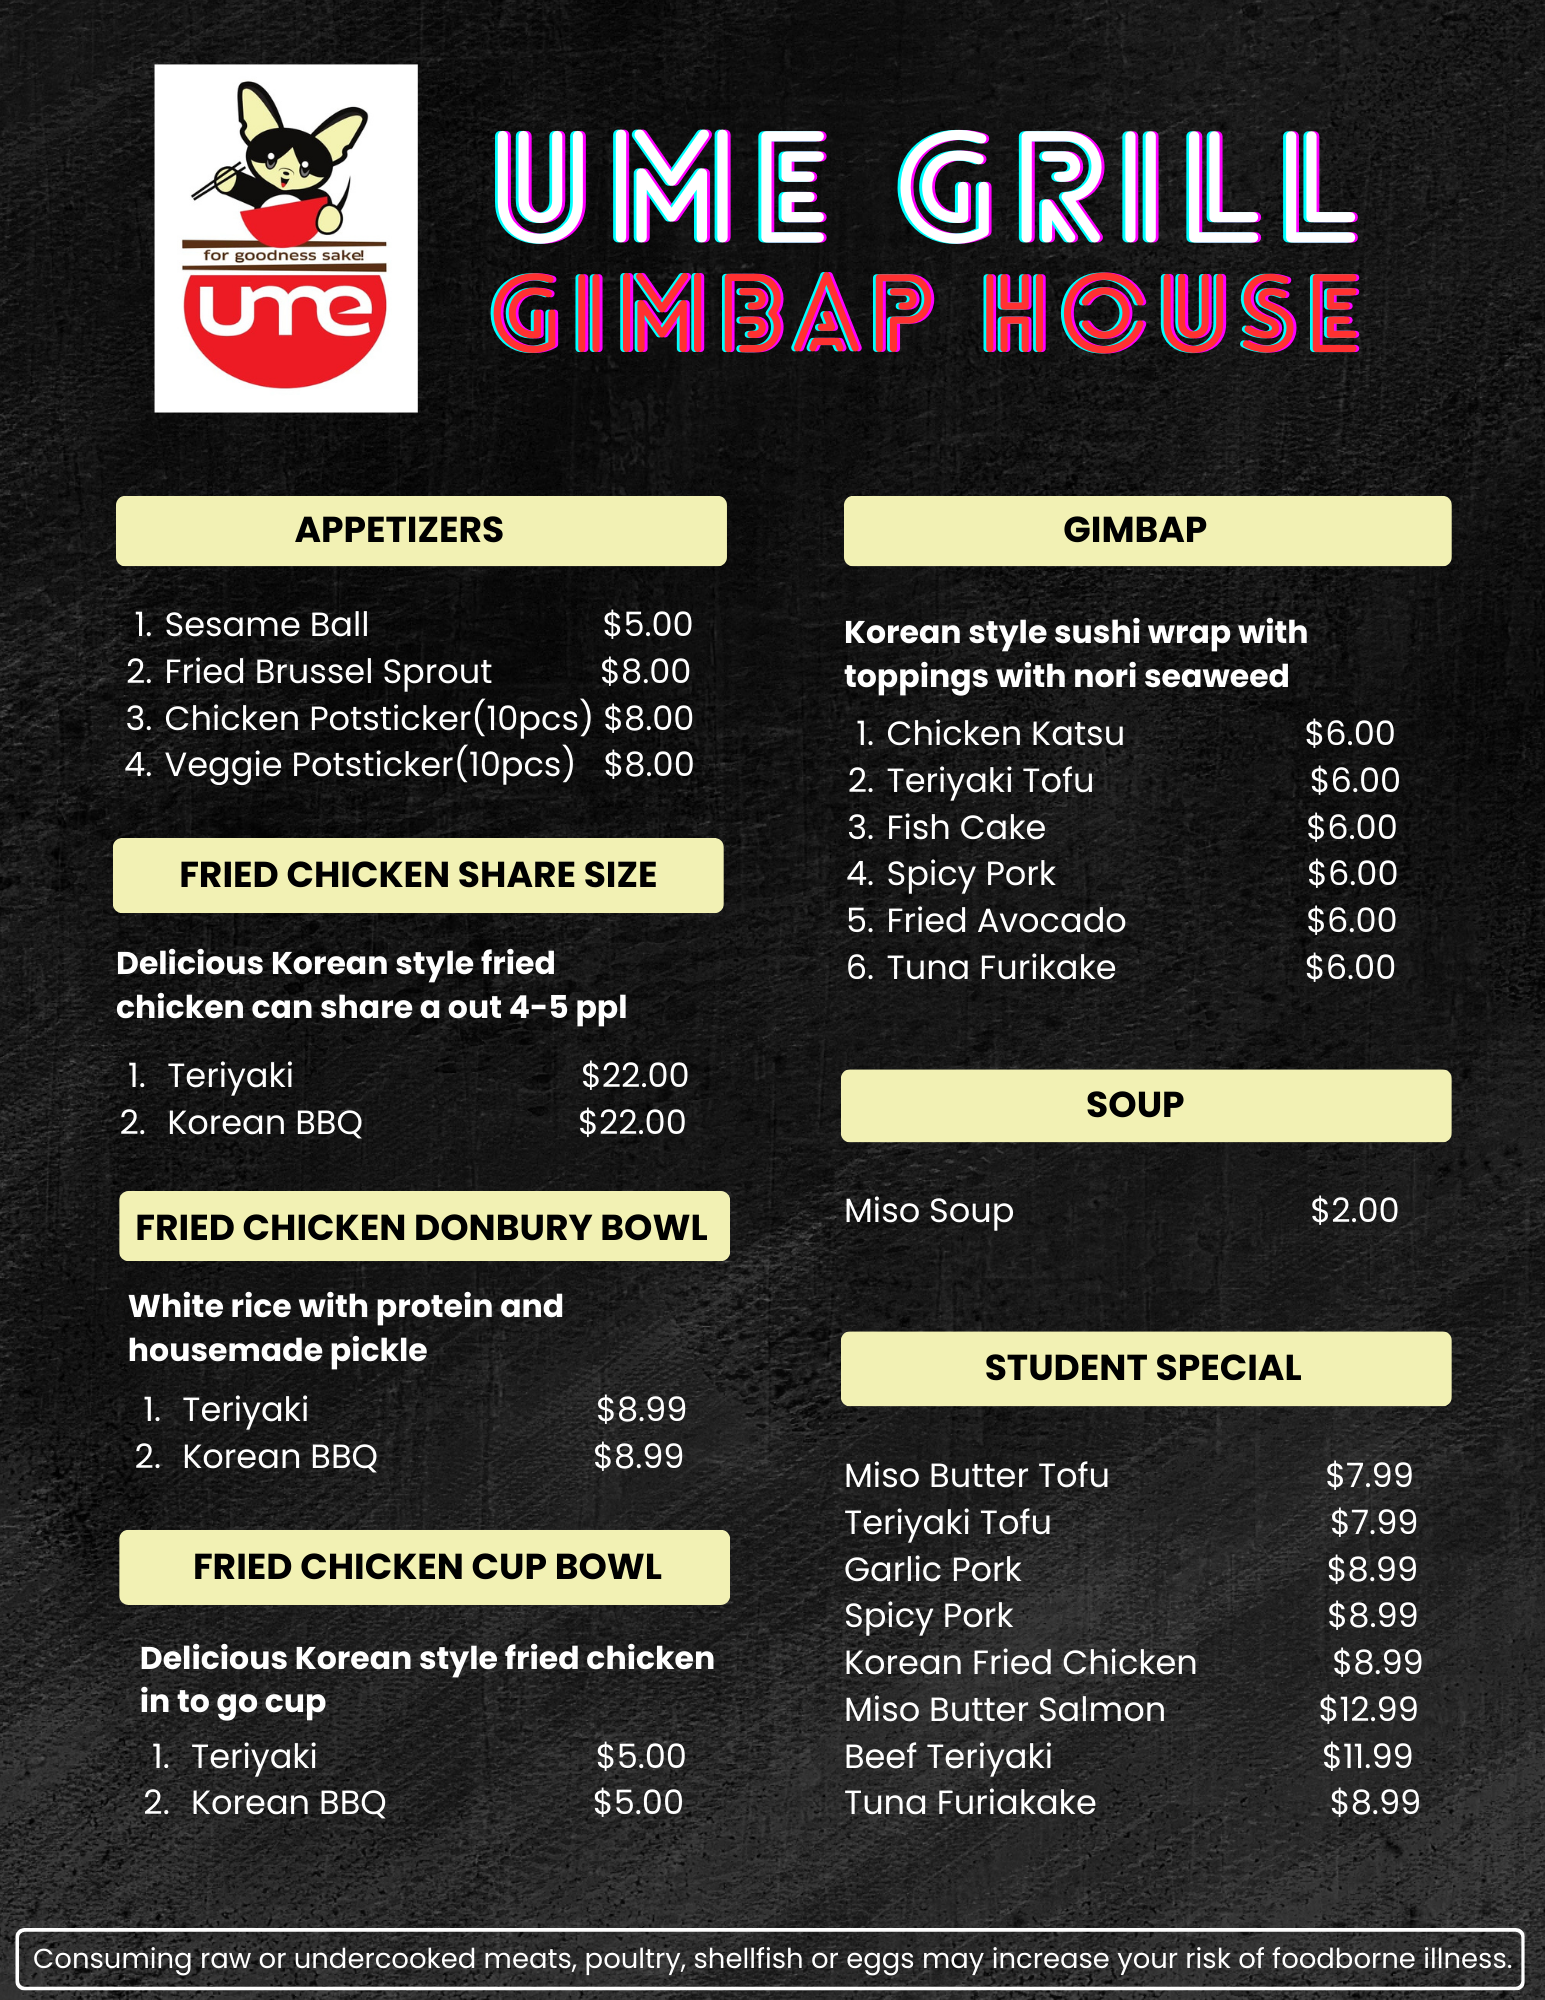 for goodness sake!
ume
UME GRILL
GIMBAP HOUSE
APPETIZERS
1. Sesame Ball $5.00
2. Fried Brussel Sprout $8.00
3. Chicken Potsticker(10pcs) $8.00
4. Veggie Potsticker(10pcs) $8.00
FRIED CHICKEN SHARE SIZE
Delicious Korean style fried
chicken can share a out 4-5 ppl
1. Teriyaki $22.00
2. Korean BBQ $22.00
FRIED CHICKEN DONBURY BOWL
White rice with protein and
housemade pickle
1. Teriyaki $8.99
2. Korean BBQ $8.99
FRIED CHICKEN CUP BOWL
Delicious Korean style fried chicken
in to go cup
1. Teriyaki $5.00
2. Korean BBQ $5.00
GIMBAP
Korean style sushi wrap with
toppings with nori seaweed
1. Chicken Katsu $6.00
2. Teriyaki Tofu $6.00
3. Fish Cake $6.00
4. Spicy Pork $6.00
5. Fried Avocado $6.00
6. Tuna Furikake $6.00
SOUP
Miso Soup $2.00
STUDENT SPECIAL
Miso Butter Tofu $7.99
Teriyaki Tofu $7.99
Garlic Pork $8.99
Spicy Pork $8.99
Korean Fried Chicken $8.99
Miso Butter Salmon $12.99
Beef Teriyaki $11.99
Tuna Furiakake $8.99
Consuming raw or undercooked meats, poultry, shellfish or eggs may increase your risk of foodborne illness.